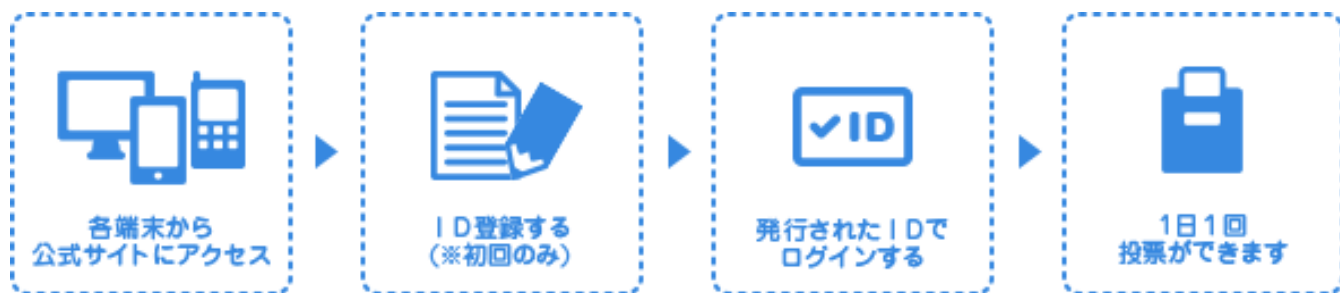 各端末から
公式サイトにアクセス
ID登録する
(※初回のみ)
ID
発行されたIDで
ログインする
1日1回
投票ができます